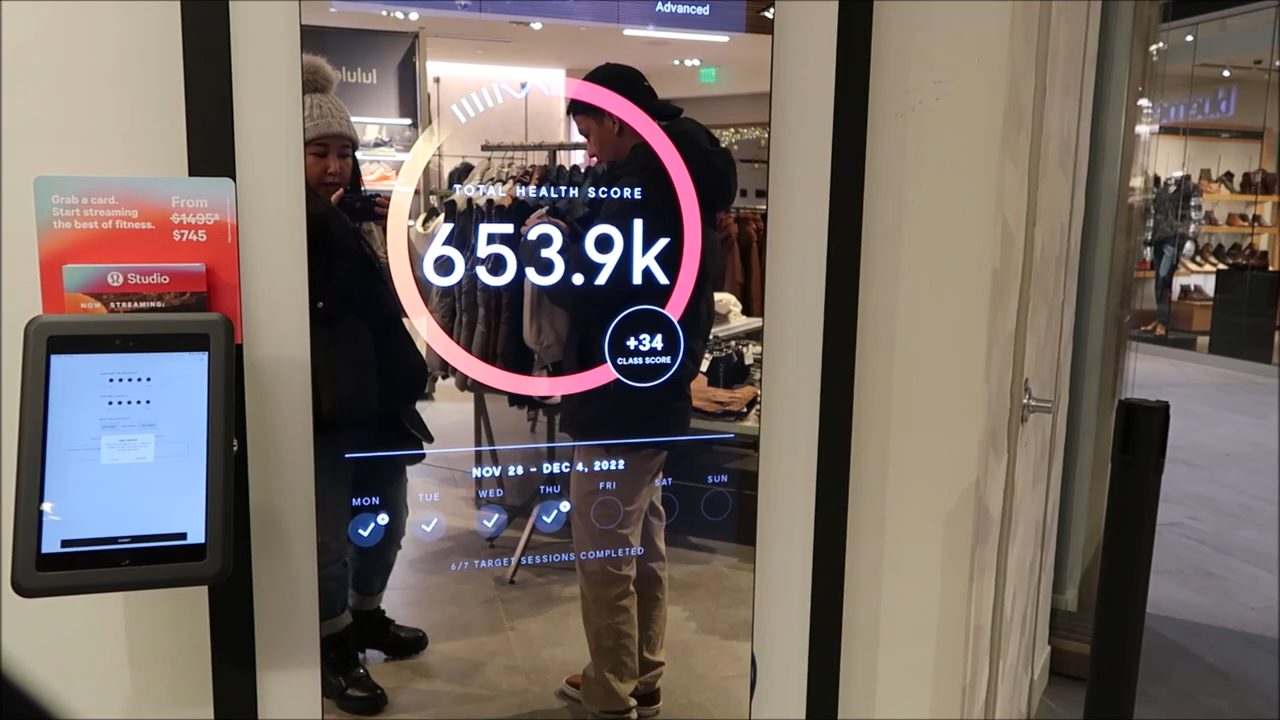 Advanced
Grab a card.
Start streaming
the best of fitness.
From
$1495*
$745
Studio
NOW STREAMING:
TOTAL HEALTH SCORE
653.9k
+34
CLASS SCORE
NOV 28 – DEC 4, 2022
MON TUE WED THU FRI SAT SUN
6/7 TARGET SESSIONS COMPLETED